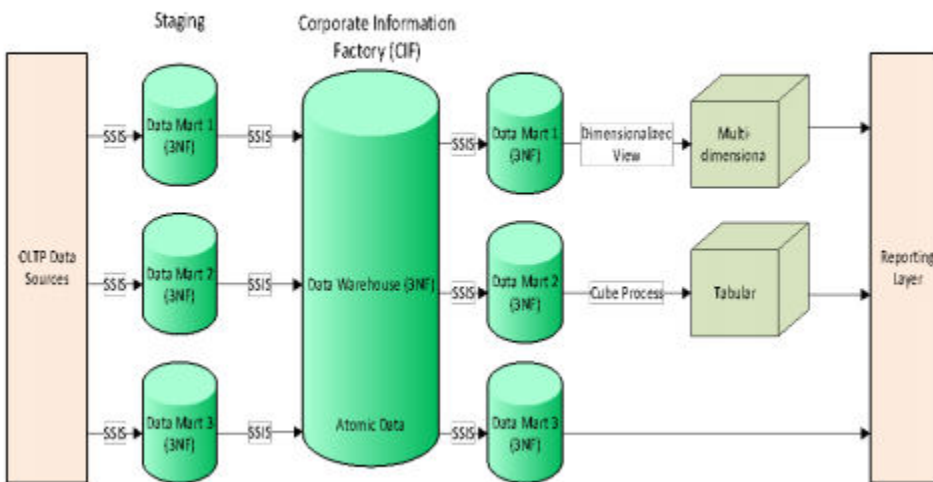 Staging
Corporate Information
Factory (CIF)
OLTP Data
Sources
SSIS
Data Mart 1
(3NF)
SSIS
SSIS
Data Mart 1
(3NF)
Dimensionalized
View
Multi-
dimensiona
SSIS
Data Mart 2
(3NF)
SSIS
Data Warehouse (3NF)
SSIS
Data Mart 2
(3NF)
Cube Process
Tabular
Reporting
Layer
SSIS
Data Mart 3
(3NF)
SSIS
Atomic Data
SSIS
Data Mart 3
(3NF)